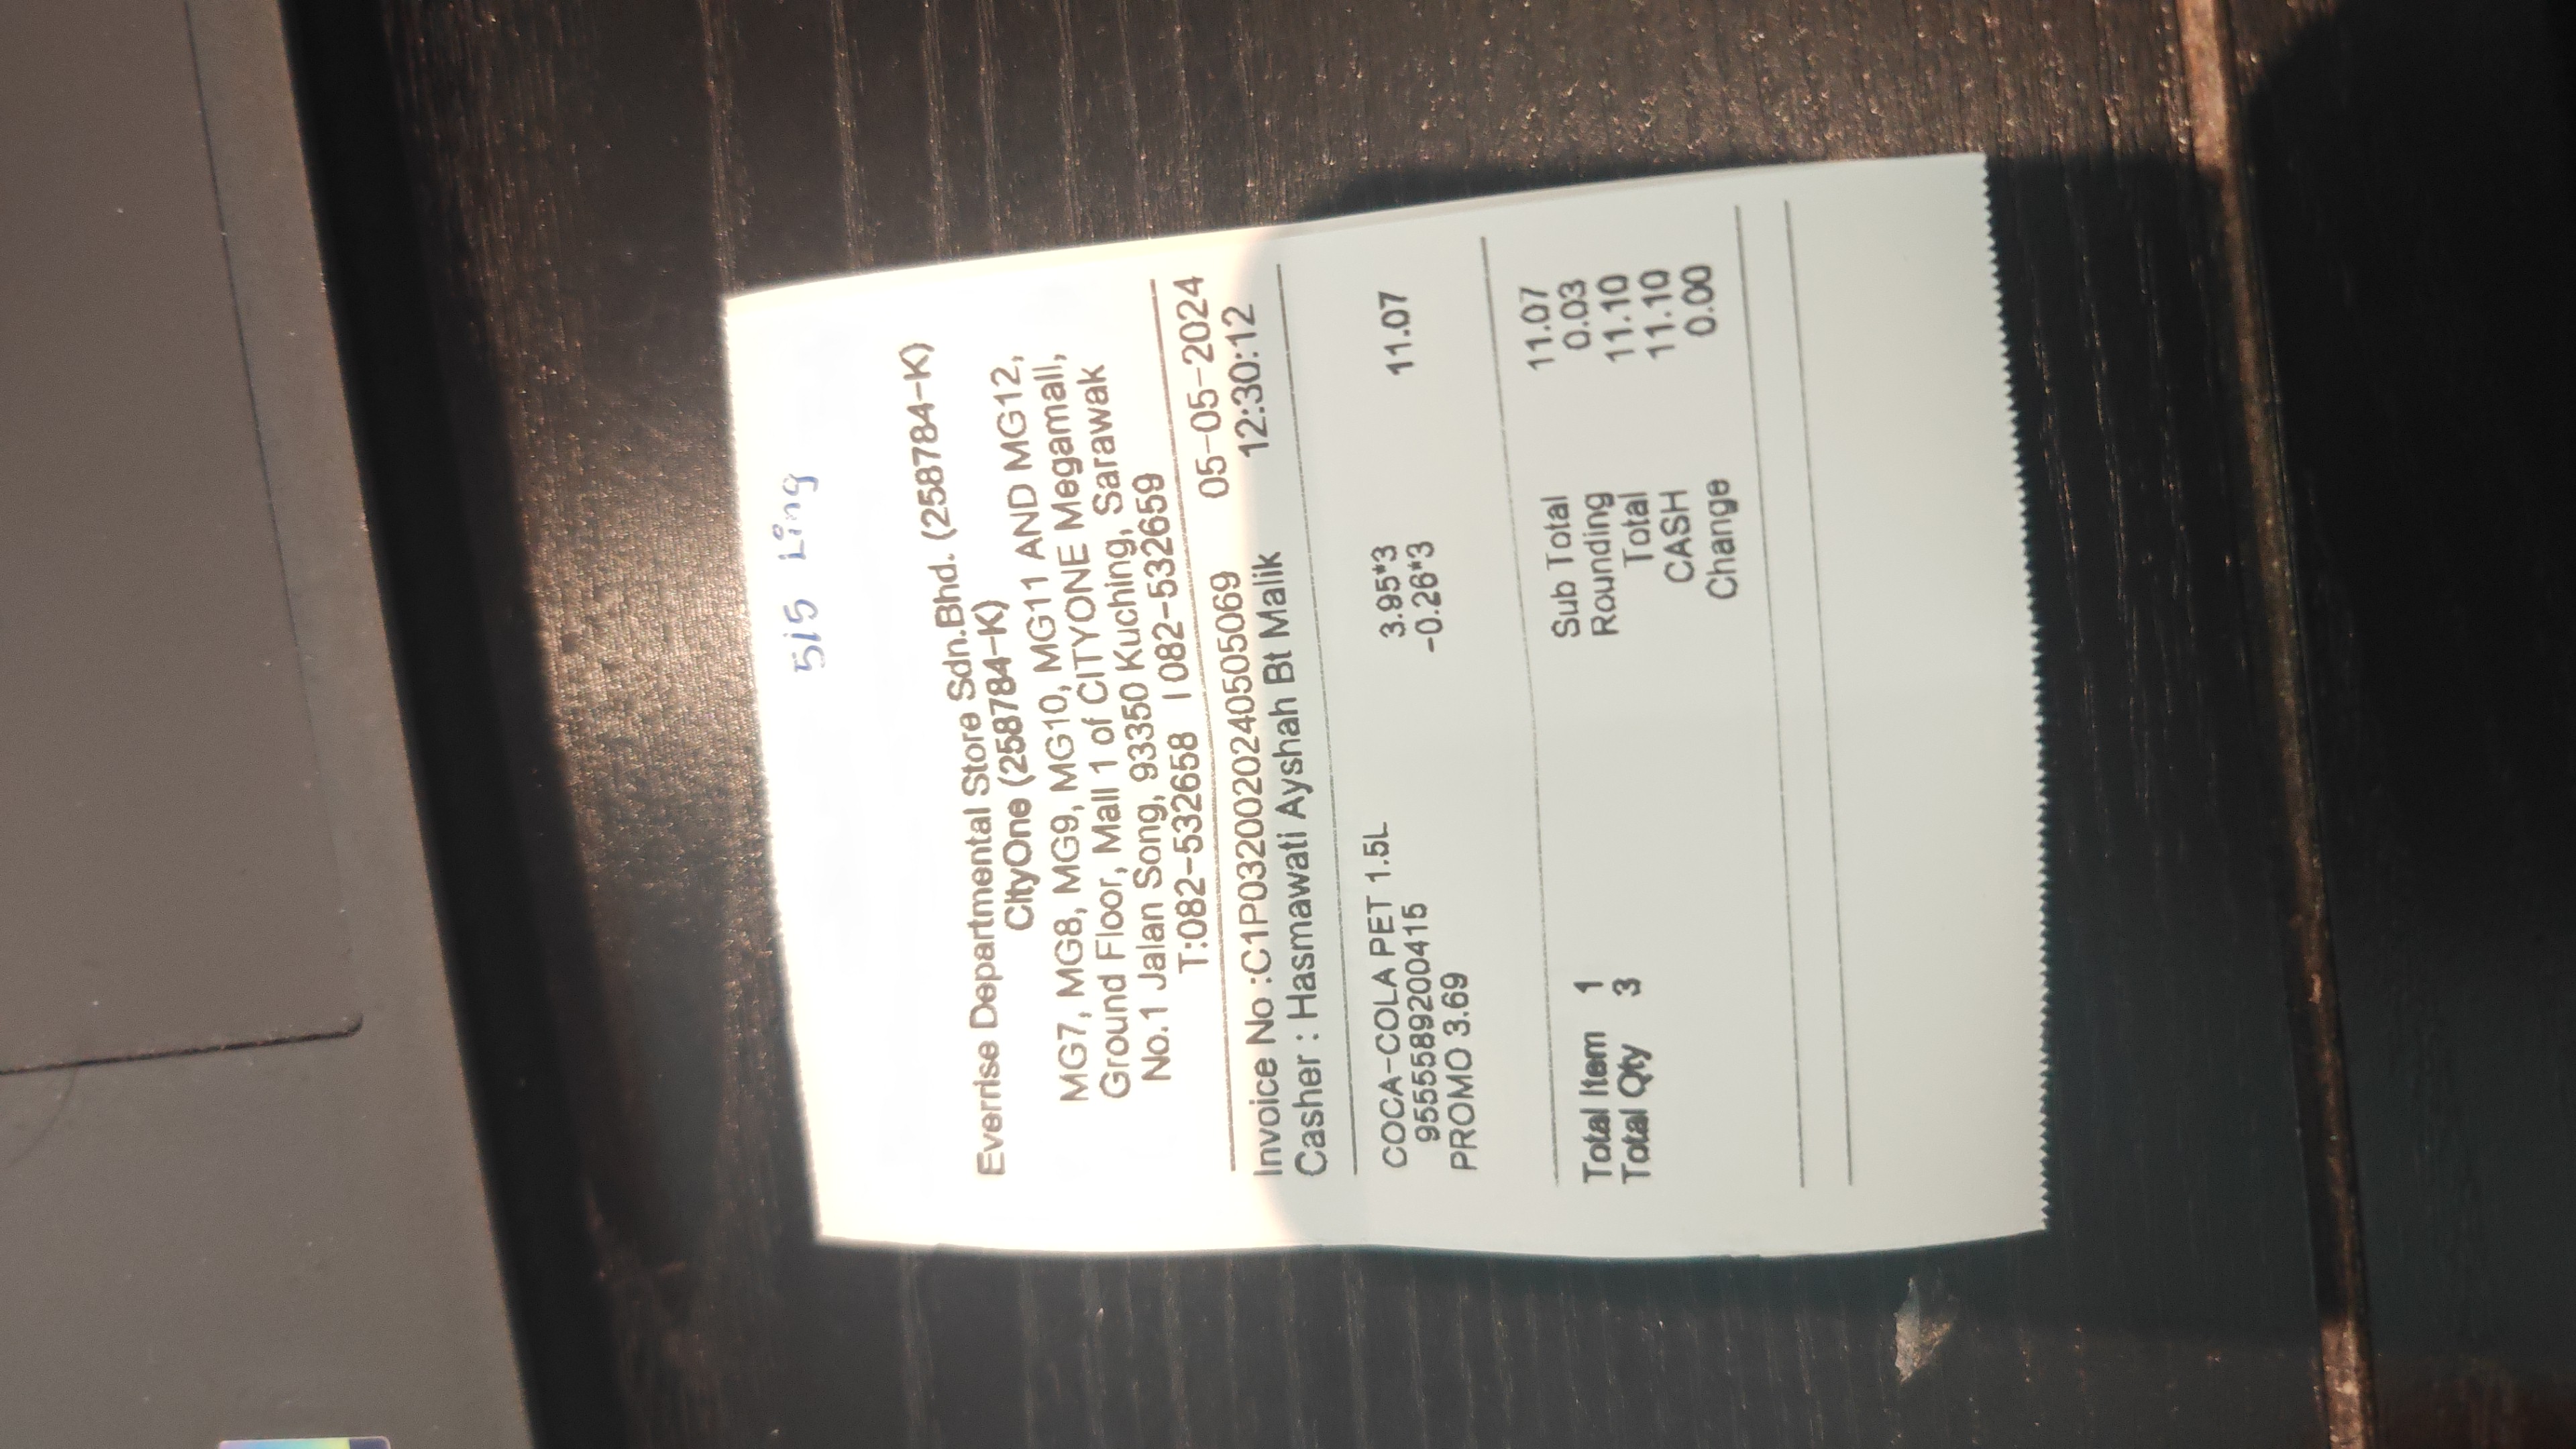 5/5 Ling
Everrise Departmental Store Sdn.Bhd. (258784-K)
CityOne (258784-K)
MG7, MG8, MG9, MG10, MG11 AND MG12,
Ground Floor, Mall 1 of CITYONE Megamall,
No.1 Jalan Song, 93350 Kuching, Sarawak
T:082-532658 | 082-532659
Invoice No :C1P0320020240505069 05-05-2024
Casher : Hasmawati Ayshah Bt Malik 12:30:12
COCA-COLA PET 1.5L 3.95*3 11.07
9555589200415 -0.26*3
PROMO 3.69
Sub Total 11.07
Total Item 1 Rounding 0.03
Total Qty 3 Total 11.10
CASH 11.10
Change 0.00